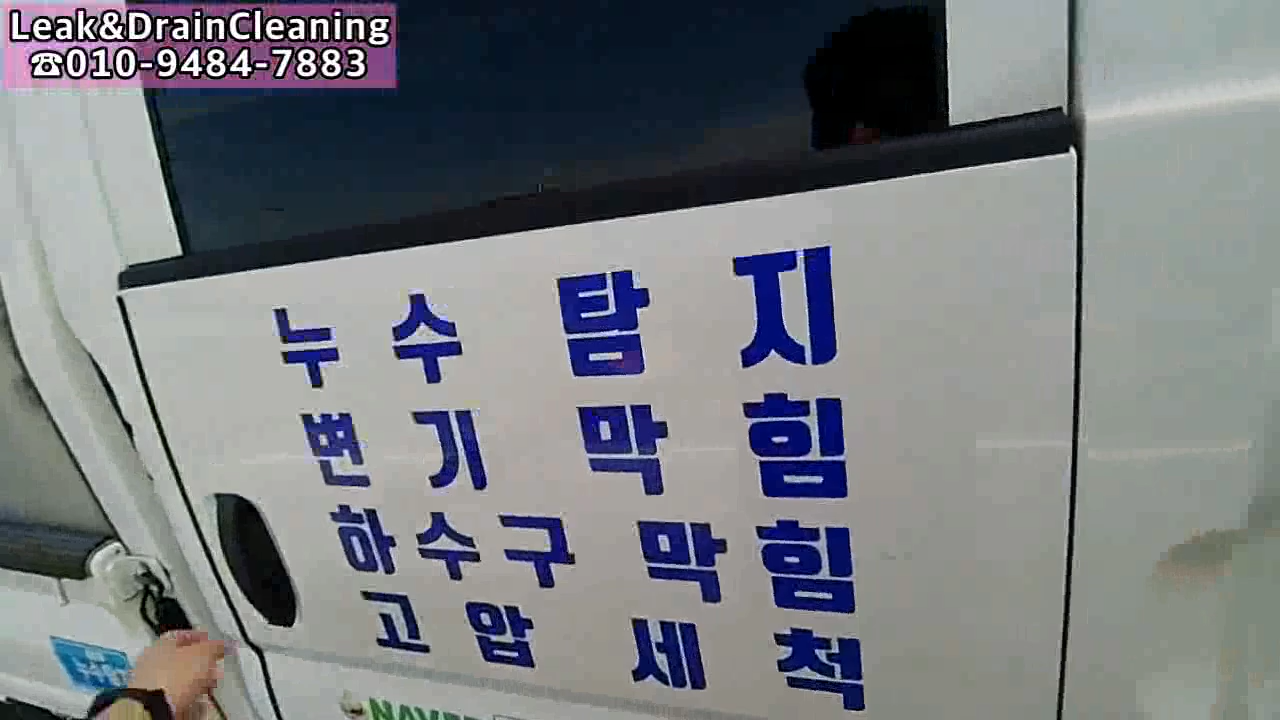 Leak&DrainCleaning
☎010-9484-7883
누수 탐지
변기 막힘
하수구 막힘
고압 세척
NAVER